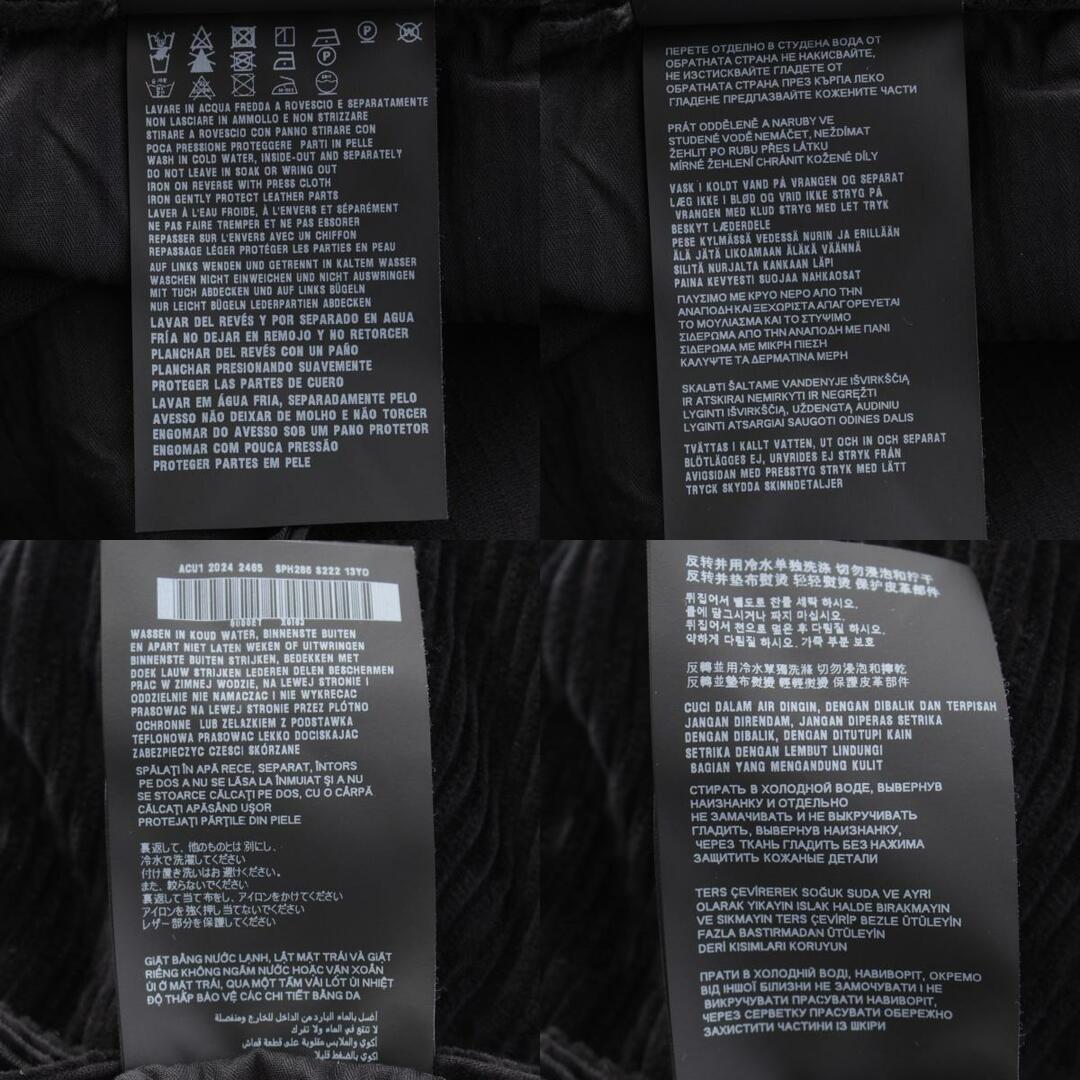 LAVARE IN ACQUA FREDDA A ROVESCIO E SEPARATAMENTE
NON LASCIARE IN AMMOLLO E NON STRIZZARE
STIRARE A ROVESCIO CON PANNO STIRARE CON
POCA PRESSIONE PROTEGGERE PARTI IN PELLE
WASH IN COLD WATER, INSIDE-OUT AND SEPARATELY
DO NOT LEAVE IN SOAK OR WRING OUT
IRON ON REVERSE WITH PRESS CLOTH
IRON GENTLY PROTECT LEATHER PARTS
LAVER À L'EAU FROIDE, À L'ENVERS ET SÉPARÉMENT
NE PAS FAIRE TREMPER ET NE PAS ESSORER
REPASSER SUR L'ENVERS AVEC UN CHIFFON
REPASSAGE LÉGER PROTÉGER LES PARTIES EN PEAU
AUF LINKS WENDEN UND GETRENNT IN KALTEM WASSER
WASCHEN NICHT EINWEICHEN UND NICHT AUSWRINGEN
MIT TUCH ABDECKEN UND AUF LINKS BÜGELN
NUR LEICHT BÜGELN LEDERPARTIEN ABDECKEN
LAVAR DEL REVÉS Y POR SEPARADO EN AGUA
FRÍA NO DEJAR EN REMOJO Y NO RETORCER
PLANCHAR DEL REVÉS CON UN PAÑO
PLANCHAR PRESIONANDO SUAVEMENTE
PROTEGER LAS PARTES DE CUERO
LAVAR EM ÁGUA FRIA, SEPARADAMENTE PELO
AVESSO NÃO DEIXAR DE MOLHO E NÃO TORCER
ENGOMAR DO AVESSO SOB UM PANO PROTETOR
ENGOMAR COM POUCA PRESSÃO
PROTEGER PARTES EM PELE
ПЕРЕТЕ ОТДЕЛНО В СТУДЕНА ВОДА ОТ
ОБРАТНАТА СТРАНА НЕ НАКИСВАЙТЕ,
НЕ ИЗСТИСКВАЙТЕ ГЛАДЕТЕ ОТ
ОБРАТНАТА СТРАНА ПРЕЗ КЪРПА ЛЕКО
ГЛАДЕНЕ ПРЕДПАЗВАЙТЕ КОЖЕНИТЕ ЧАСТИ
PRÁT ODDĚLENĚ A NARUBY VE
STUDENÉ VODĚ NEMÁČET, NEŽDÍMAT
ŽEHLIT PO RUBU PŘES LÁTKU
MÍRNÉ ŽEHLENÍ CHRÁNIT KOŽENÉ DÍLY
VASK I KOLDT VAND PÅ VRANGEN OG SEPARAT
LÆG IKKE I BLØD OG VRID IKKE STRYG PÅ
VRANGEN MED KLUD STRYG MED LET TRYK
BESKYT LÆDERDELE
PESE KYLMÄSSÄ VEDESSÄ NURIN JA ERILLÄÄN
ÄLÄ JÄTÄ LIKOAMAAN ÄLÄKÄ VÄÄNNÄ
SILITÄ NURJALTA KANKAAN LÄPI
PAINA KEVYESTI SUOJAA NAHKAOSAT
ΠΛΥΣΙΜΟ ΜΕ ΚΡΥΟ ΝΕΡΟ ΑΠΟ ΤΗΝ
ΑΝΑΠΟΔΗ ΚΑΙ ΞΕΧΩΡΙΣΤΑ ΑΠΑΓΟΡΕΥΕΤΑΙ
ΤΟ ΜΟΥΛΙΑΣΜΑ ΚΑΙ ΤΟ ΣΤΥΨΙΜΟ
ΣΙΔΕΡΩΜΑ ΑΠΟ ΤΗΝ ΑΝΑΠΟΔΗ ΜΕ ΠΑΝΙ
ΣΙΔΕΡΩΜΑ ΜΕ ΜΙΚΡΗ ΠΙΕΣΗ
ΚΑΛΥΨΤΕ ΤΑ ΔΕΡΜΑΤΙΝΑ ΜΕΡΗ
SKALBTI ŠALTAME VANDENYJE IŠVIRKŠČIĄ
IR ATSKIRAI NEMIRKYTI IR NEGRĘŽTI
LYGINTI IŠVIRKŠČIĄ, UŽDENGTĄ AUDINIU
LYGINTI ATSARGIAI SAUGOTI ODINES DALIS
TVÄTTAS I KALLT VATTEN, UT OCH IN OCH SEPARAT
BLÖTLÄGGES EJ, URVRIDES EJ STRYK FRÅN
AVIGSIDAN MED PRESSTYG STRYK MED LÄTT
TRYCK SKYDDA SKINNDETALJER
ACU1 2024 2465 SPH286 S222 13YO
WASSEN IN KOUD WATER, BINNENSTE BUITEN
EN APART NIET LATEN WEKEN OF UITWRINGEN
BINNENSTE BUITEN STRIJKEN, BEDEKKEN MET
DOEK LAUW STRIJKEN LEDEREN DELEN BESCHERMEN
PRAC W ZIMNEJ WODZIE, NA LEWEJ STRONIE I
ODDZIELNIE NIE NAMACZAC I NIE WYKRECAC
PRASOWAC NA LEWEJ STRONIE PRZEZ PŁÓTNO
OCHRONNE LUB ZELAZKIEM Z PODSTAWKA
TEFLONOWA PRASOWAC LEKKO DOCISKAJAC
ZABEZPIECZYC CZESCI SKÓRZANE
SPĂLAŢI ÎN APĂ RECE, SEPARAT, ÎNTORS
PE DOS A NU SE LĂSA LA ÎNMUIAT ŞI A NU
SE STOARCE CĂLCAŢI PE DOS, CU O CÂRPĂ
CĂLCAŢI APĂSÂND UŞOR
PROTEJAŢI PĂRŢILE DIN PIELE
裏返して、他のものとは別にし、
冷水で洗濯してください
付け置き洗いはお避けください。
また、絞らないでください
裏返して当て布をし、アイロンをかけてください
アイロンを強く押し当てないでください
レザー部分を保護してください
GIẶT BẰNG NƯỚC LẠNH, LẬT MẶT TRÁI VÀ GIẶT
RIÊNG KHÔNG NGÂM NƯỚC HOẶC VẮN XOẮN
ỦI Ở MẶT TRÁI, QUA MỘT TẤM VẢI LÓT ỦI NHIỆT
ĐỘ THẤP BẢO VỆ CÁC CHI TIẾT BẰNG DA
أغسل بالماء البارد من الداخل للخارج ومنفصلة
لا تنقع في الماء ولا تفرك
اكوي والملابس مقلوبة على قطعة قماش
اكوي بالضغط قليلا
反转并用冷水单独洗涤 切勿浸泡和拧干
反转并垫布熨烫 轻轻熨烫 保护皮革部件
뒤집어서 별도로 찬물 세탁 하시오.
물에 담그시거나 짜지 마십시오.
뒤집어서 천으로 덮은 후 다림질 하시오.
약하게 다림질 하시오. 가죽 부분 보호
反轉並用冷水單獨洗滌 切勿浸泡和擰乾
反轉並墊布熨燙 輕輕熨燙 保護皮革部件
CUCI DALAM AIR DINGIN, DENGAN DIBALIK DAN TERPISAH
JANGAN DIRENDAM, JANGAN DIPERAS SETRIKA
DENGAN DIBALIK, DENGAN DITUTUPI KAIN
SETRIKA DENGAN LEMBUT LINDUNGI
BAGIAN YANG MENGANDUNG KULIT
СТИРАТЬ В ХОЛОДНОЙ ВОДЕ, ВЫВЕРНУВ
НАИЗНАНКУ И ОТДЕЛЬНО
НЕ ЗАМАЧИВАТЬ И НЕ ВЫКРУЧИВАТЬ
ГЛАДИТЬ, ВЫВЕРНУВ НАИЗНАНКУ,
ЧЕРЕЗ ТКАНЬ ГЛАДИТЬ БЕЗ НАЖИМА
ЗАЩИТИТЬ КОЖАНЫЕ ДЕТАЛИ
TERS ÇEVİREREK SOĞUK SUDA VE AYRI
OLARAK YIKAYIN ISLAK HALDE BIRAKMAYIN
VE SIKMAYIN TERS ÇEVİRİP BEZLE ÜTÜLEYİN
FAZLA BASTIRMADAN ÜTÜLEYİN
DERİ KISIMLARI KORUYUN
ПРАТИ В ХОЛОДНІЙ ВОДІ, НАВИВОРІТ, ОКРЕМО
ВІД ІНШОЇ БІЛИЗНИ НЕ ЗАМОЧУВАТИ І НЕ
ВИКРУЧУВАТИ ПРАСУВАТИ НАВИВОРІТ,
ЧЕРЕЗ СЕРВЕТКУ ПРАСУВАТИ ОБЕРЕЖНО
ЗАХИСТИТИ ЧАСТИНИ ІЗ ШКІРИ